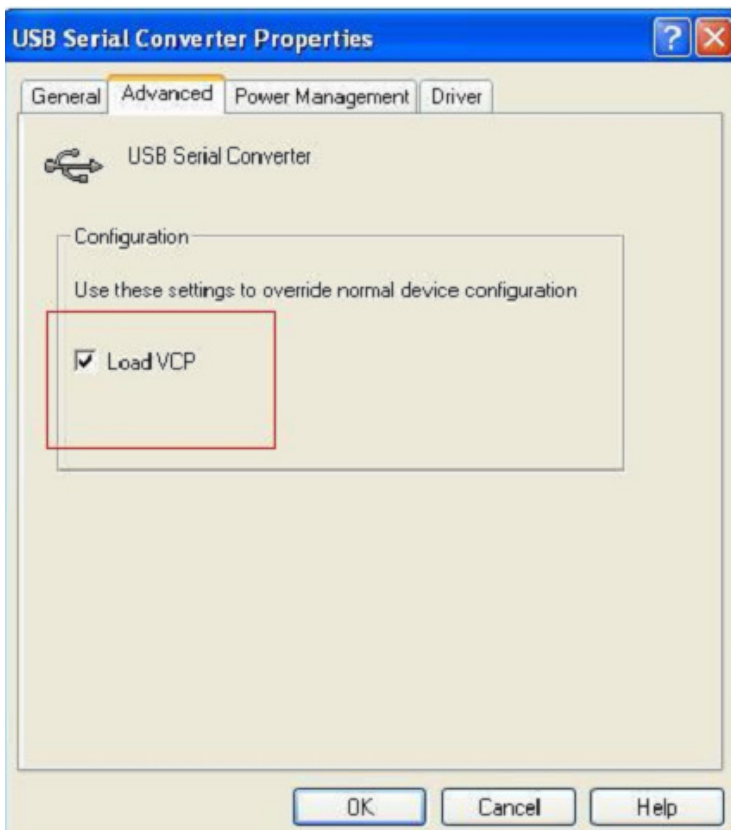 USB Serial Converter Properties
General Advanced Power Management Driver
USB Serial Converter
Configuration
Use these settings to override normal device configuration
Load VCP
OK Cancel Help